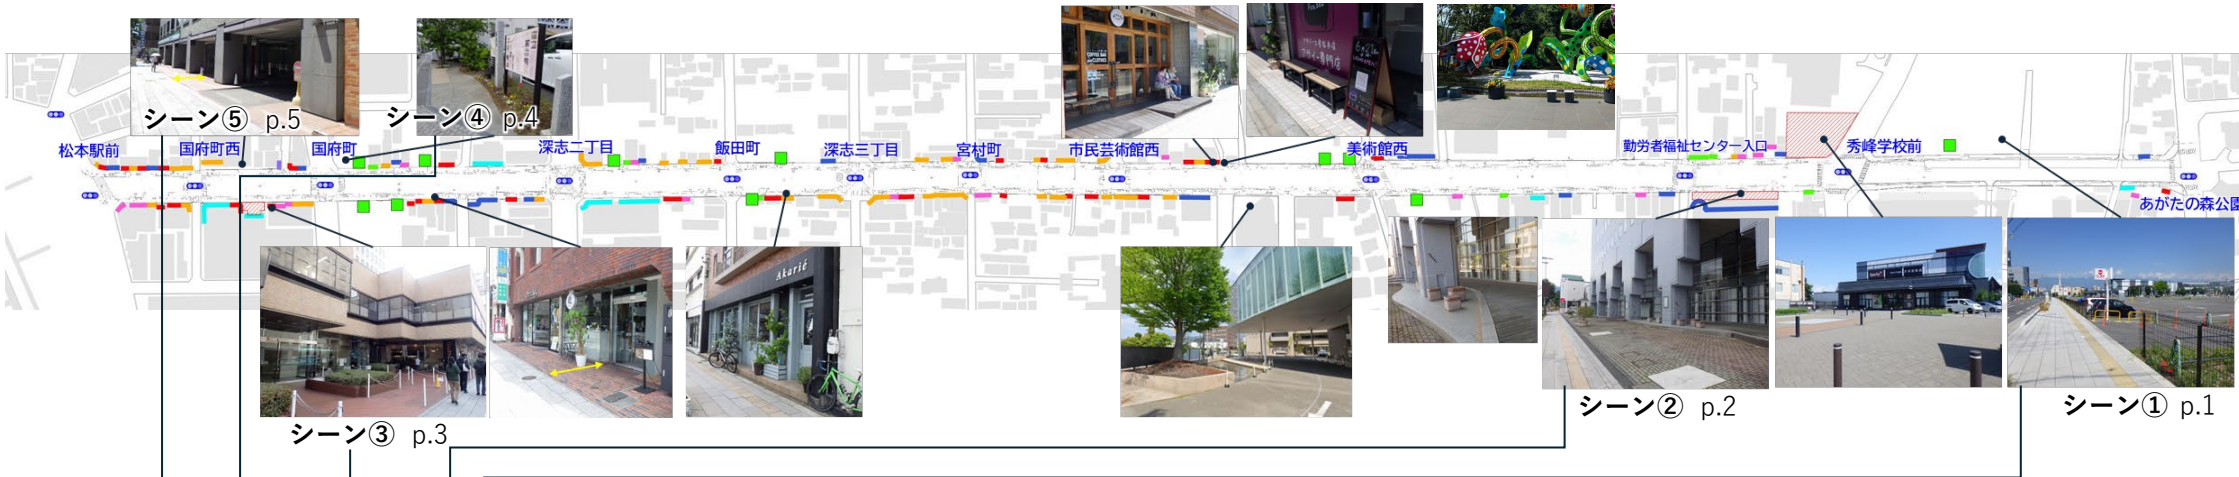 シーン⑤ p.5
シーン④ p.4
松本駅前
国府町西
国府町
深志二丁目
飯田町
深志三丁目
宮村町
市民芸術館西
美術館西
勤労者福祉センター入口
秀峰学校前
あがたの森公園
Akarié
シーン③ p.3
シーン② p.2
シーン① p.1